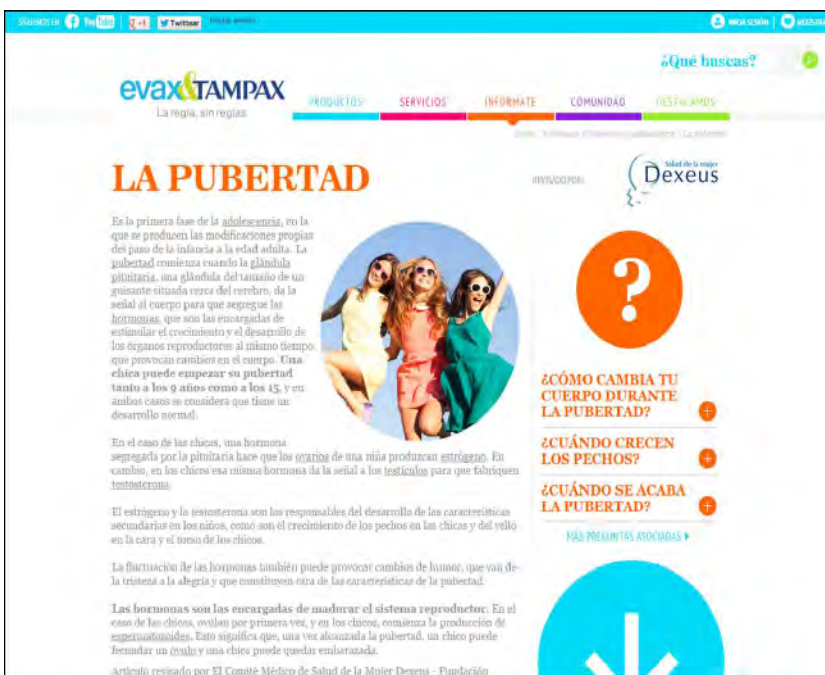 SÍGUENOS EN
You Tube
g +1
Twittear
INICIA SESIÓN
¿Qué buscas?
evax & TAMPAX
La regla, sin reglas
PRODUCTOS
SERVICIOS
INFÓRMATE
COMUNIDAD
DESTACAMOS
LA PUBERTAD
REVISADO POR:
Salud de la mujer
Dexeus
Es la primera fase de la adolescencia, en la
que se producen las modificaciones propias
del paso de la infancia a la edad adulta. La
pubertad comienza cuando la glándula
pituitaria, una glándula del tamaño de un
guisante situada cerca del cerebro, da la
señal al cuerpo para que segregue las
hormonas, que son las encargadas de
estimular el crecimiento y el desarrollo de
los órganos reproductores al mismo tiempo
que provocan cambios en el cuerpo. Una
chica puede empezar su pubertad
tanto a los 9 años como a los 15, y en
ambos casos se considera que tiene un
desarrollo normal.
En el caso de las chicas, una hormona
segregada por la pituitaria hace que los ovarios de una niña produzcan estrógeno. En
cambio, en los chicos esa misma hormona da la señal a los testículos para que fabriquen
testosterona.
El estrógeno y la testosterona son los responsables del desarrollo de las características
secundarias en los niños, como son el crecimiento de los pechos en las chicas y del vello
en la cara y el torso de los chicos.
La fluctuación de las hormonas también puede provocar cambios de humor, que van de
la tristeza a la alegría y que constituyen otra de las características de la pubertad.
Las hormonas son las encargadas de madurar el sistema reproductor. En el
caso de las chicas, ovulan por primera vez, y en los chicos, comienza la producción de
espermatozoides. Esto significa que, una vez alcanzada la pubertad, un chico puede
fecundar un óvulo y una chica puede quedar embarazada.
Artículo revisado por El Comité Médico de Salud de la Mujer Dexeus - Fundación
?
¿CÓMO CAMBIA TU
CUERPO DURANTE
LA PUBERTAD?
+
¿CUÁNDO CRECEN
LOS PECHOS?
+
¿CUÁNDO SE ACABA
LA PUBERTAD?
+
MÁS PREGUNTAS ASOCIADAS